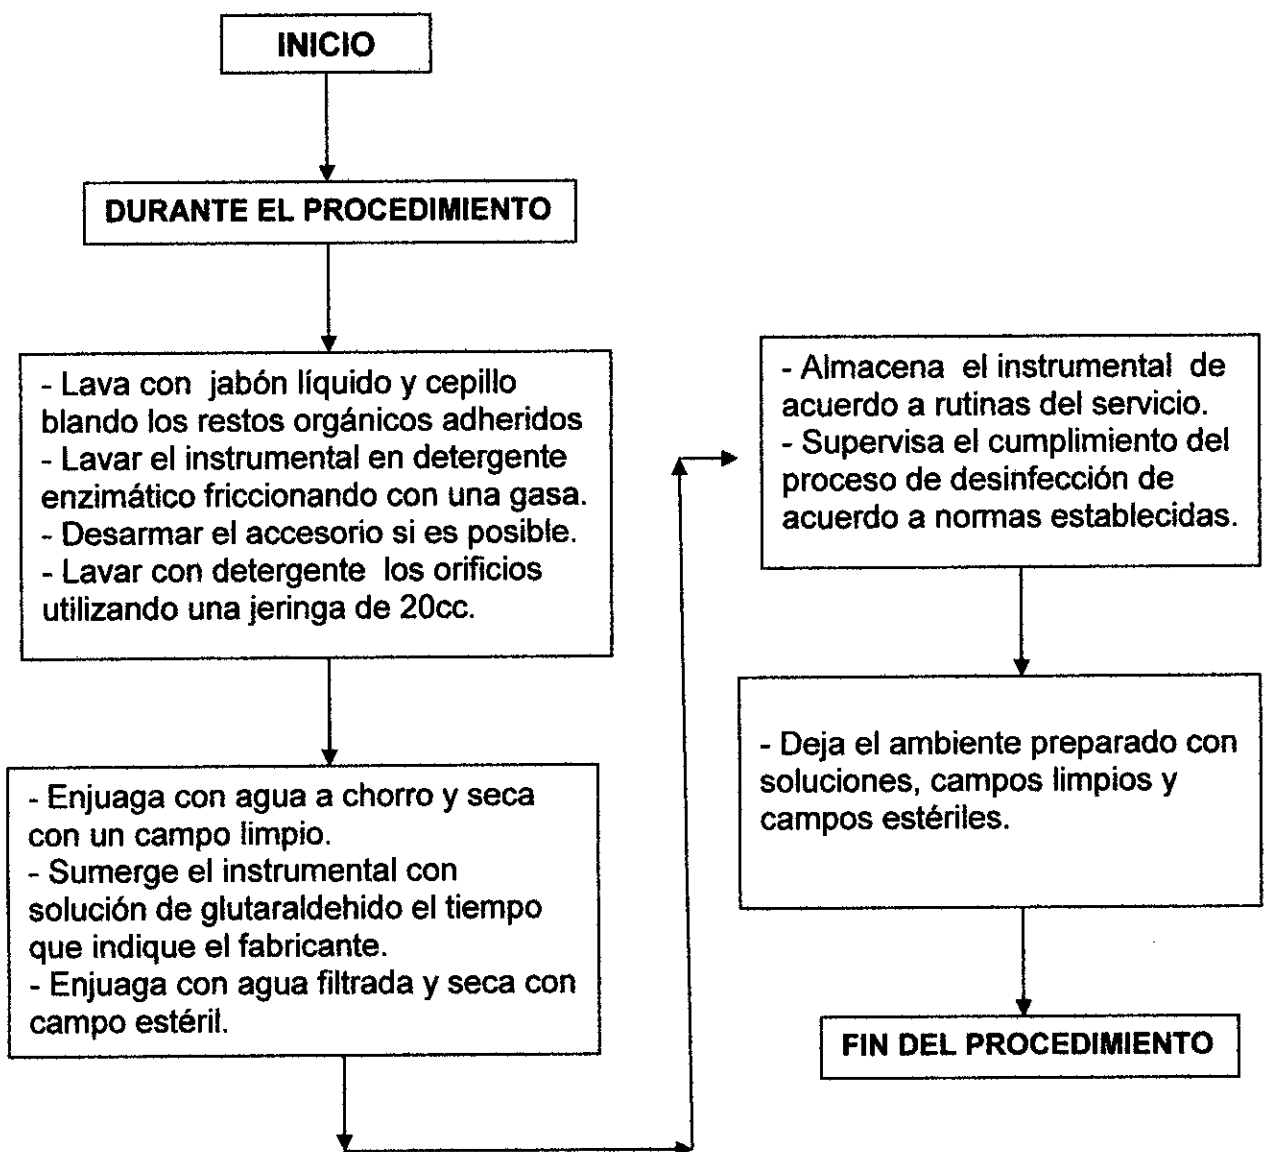 INICIO
DURANTE EL PROCEDIMIENTO
- Lava con jabón líquido y cepillo
blando los restos orgánicos adheridos
- Lavar el instrumental en detergente
enzimático friccionando con una gasa.
- Desarmar el accesorio si es posible.
- Lavar con detergente los orificios
utilizando una jeringa de 20cc.
- Enjuaga con agua a chorro y seca
con un campo limpio.
- Sumerge el instrumental con
solución de glutaraldehido el tiempo
que indique el fabricante.
- Enjuaga con agua filtrada y seca con
campo estéril.
- Almacena el instrumental de
acuerdo a rutinas del servicio.
- Supervisa el cumplimiento del
proceso de desinfección de
acuerdo a normas establecidas.
- Deja el ambiente preparado con
soluciones, campos limpios y
campos estériles.
FIN DEL PROCEDIMIENTO